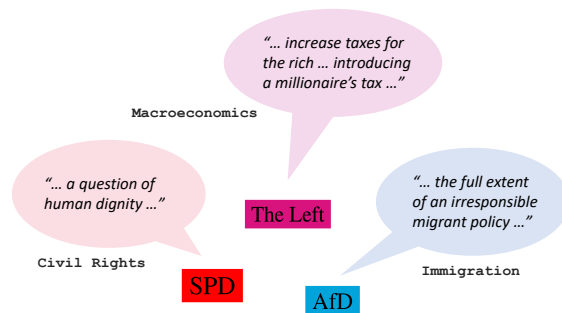 “… increase taxes for
the rich … introducing
a millionaire’s tax …”
Macroeconomics
“… a question of
human dignity …”
Civil Rights
The Left
SPD
“… the full extent
of an irresponsible
migrant policy …”
Immigration
AfD